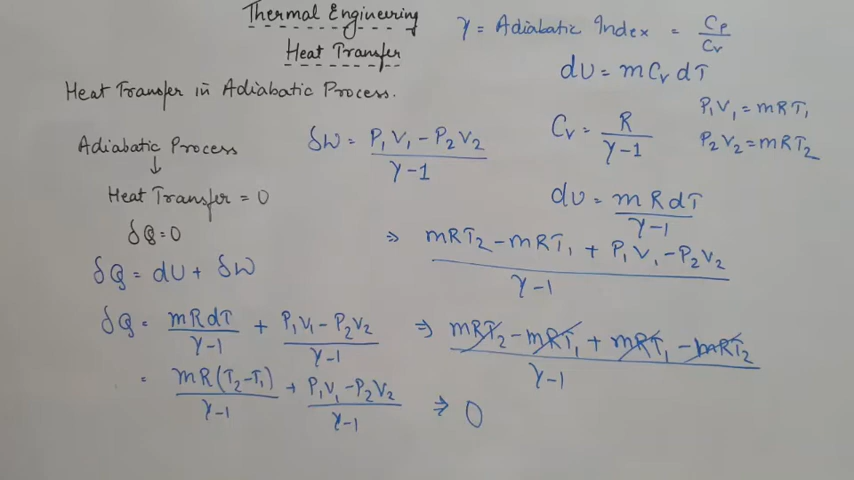 Thermal Engineering
Heat Transfer
Heat Transfer in Adiabatic Process.
Adiabatic Process
↓
Heat Transfer = 0
δQ=0
δQ = dU + δW
δQ = mRdT/γ-1 + P₁V₁-P₂V₂/γ-1
= mR(T₂-T₁)/γ-1 + P₁V₁-P₂V₂/γ-1
δW = P₁V₁-P₂V₂/γ-1
γ = Adiabatic Index = Cp/Cv
dU = mCvdT
Cv = R/γ-1
P₁V₁=mRT₁
P₂V₂=mRT₂
dU = mRdT/γ-1
⇒ mRT₂-mRT₁+P₁V₁-P₂V₂/γ-1
⇒ mRT₂-mRT₁+mRT₁-mRT₂/γ-1
⇒ 0